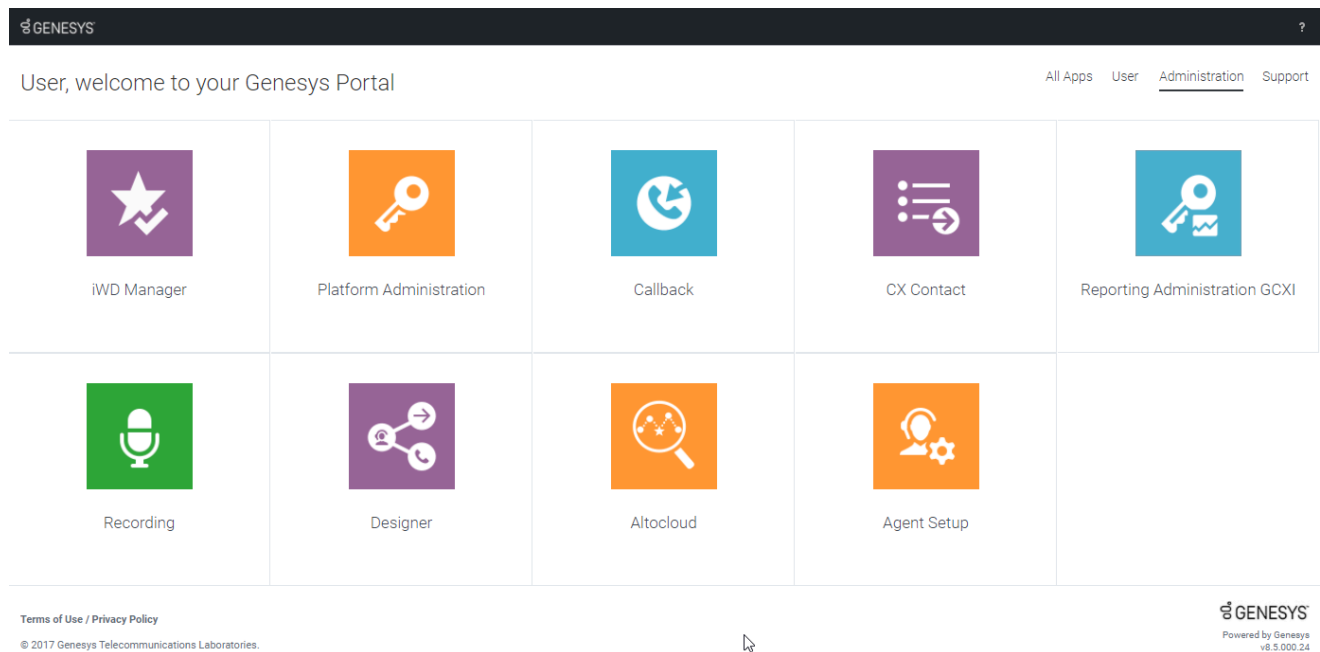 GENESYS
?
User, welcome to your Genesys Portal
All Apps User Administration Support
iWD Manager Platform Administration Callback CX Contact Reporting Administration GCXI
Recording Designer Altocloud Agent Setup
Terms of Use / Privacy Policy
© 2017 Genesys Telecommunications Laboratories.
GENESYS
Powered by Genesys
v8.5.000.24